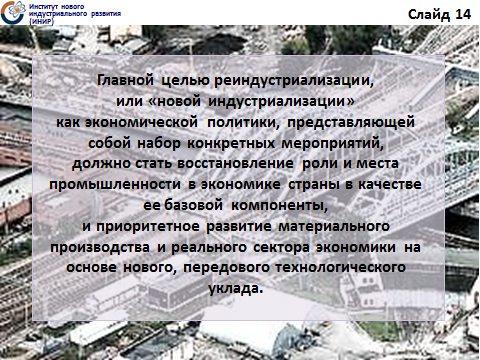 Институт нового
индустриального развития
(ИНИР)
Слайд 14
Главной целью реиндустриализации,
или «новой индустриализации»
как экономической политики, представляющей
собой набор конкретных мероприятий,
должно стать восстановление роли и места
промышленности в экономике страны в качестве
ее базовой компоненты,
и приоритетное развитие материального
производства и реального сектора экономики на
основе нового, передового технологического
уклада.